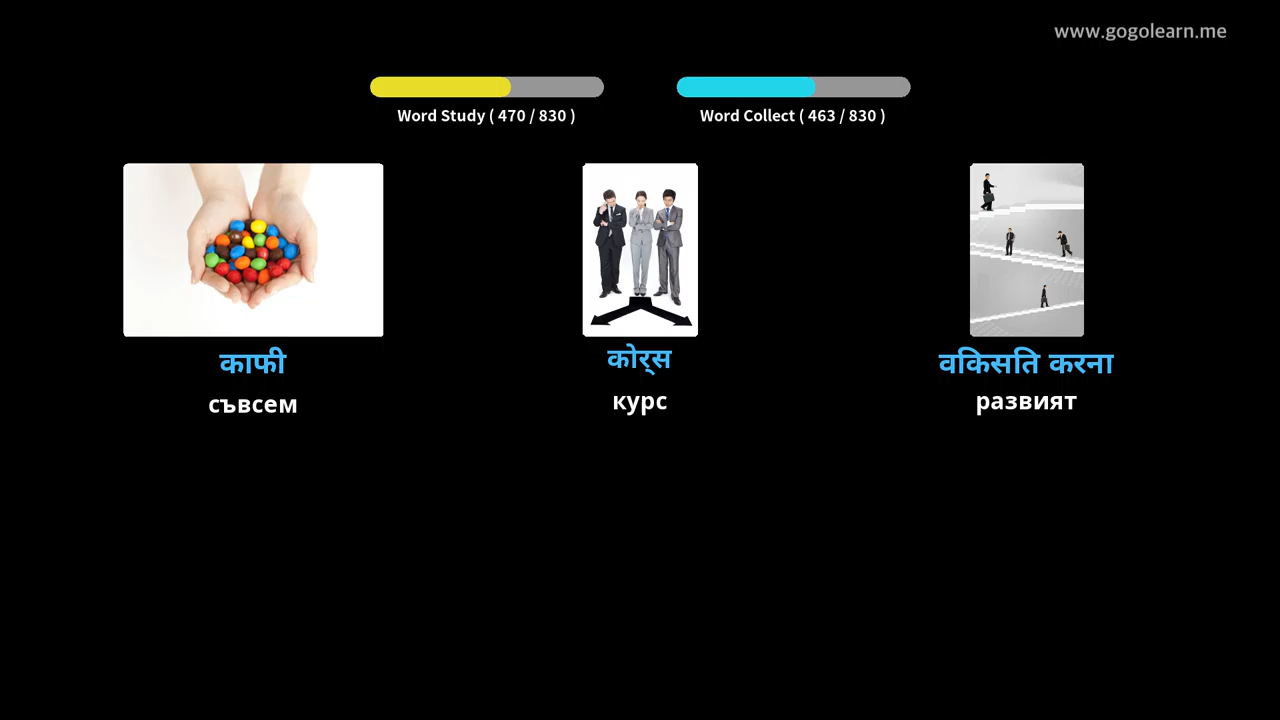 www.gogolearn.me
Word Study ( 470 / 830 )
Word Collect ( 463 / 830 )
काफी
съвсем
कोर्स
курс
विकसित करना
развият